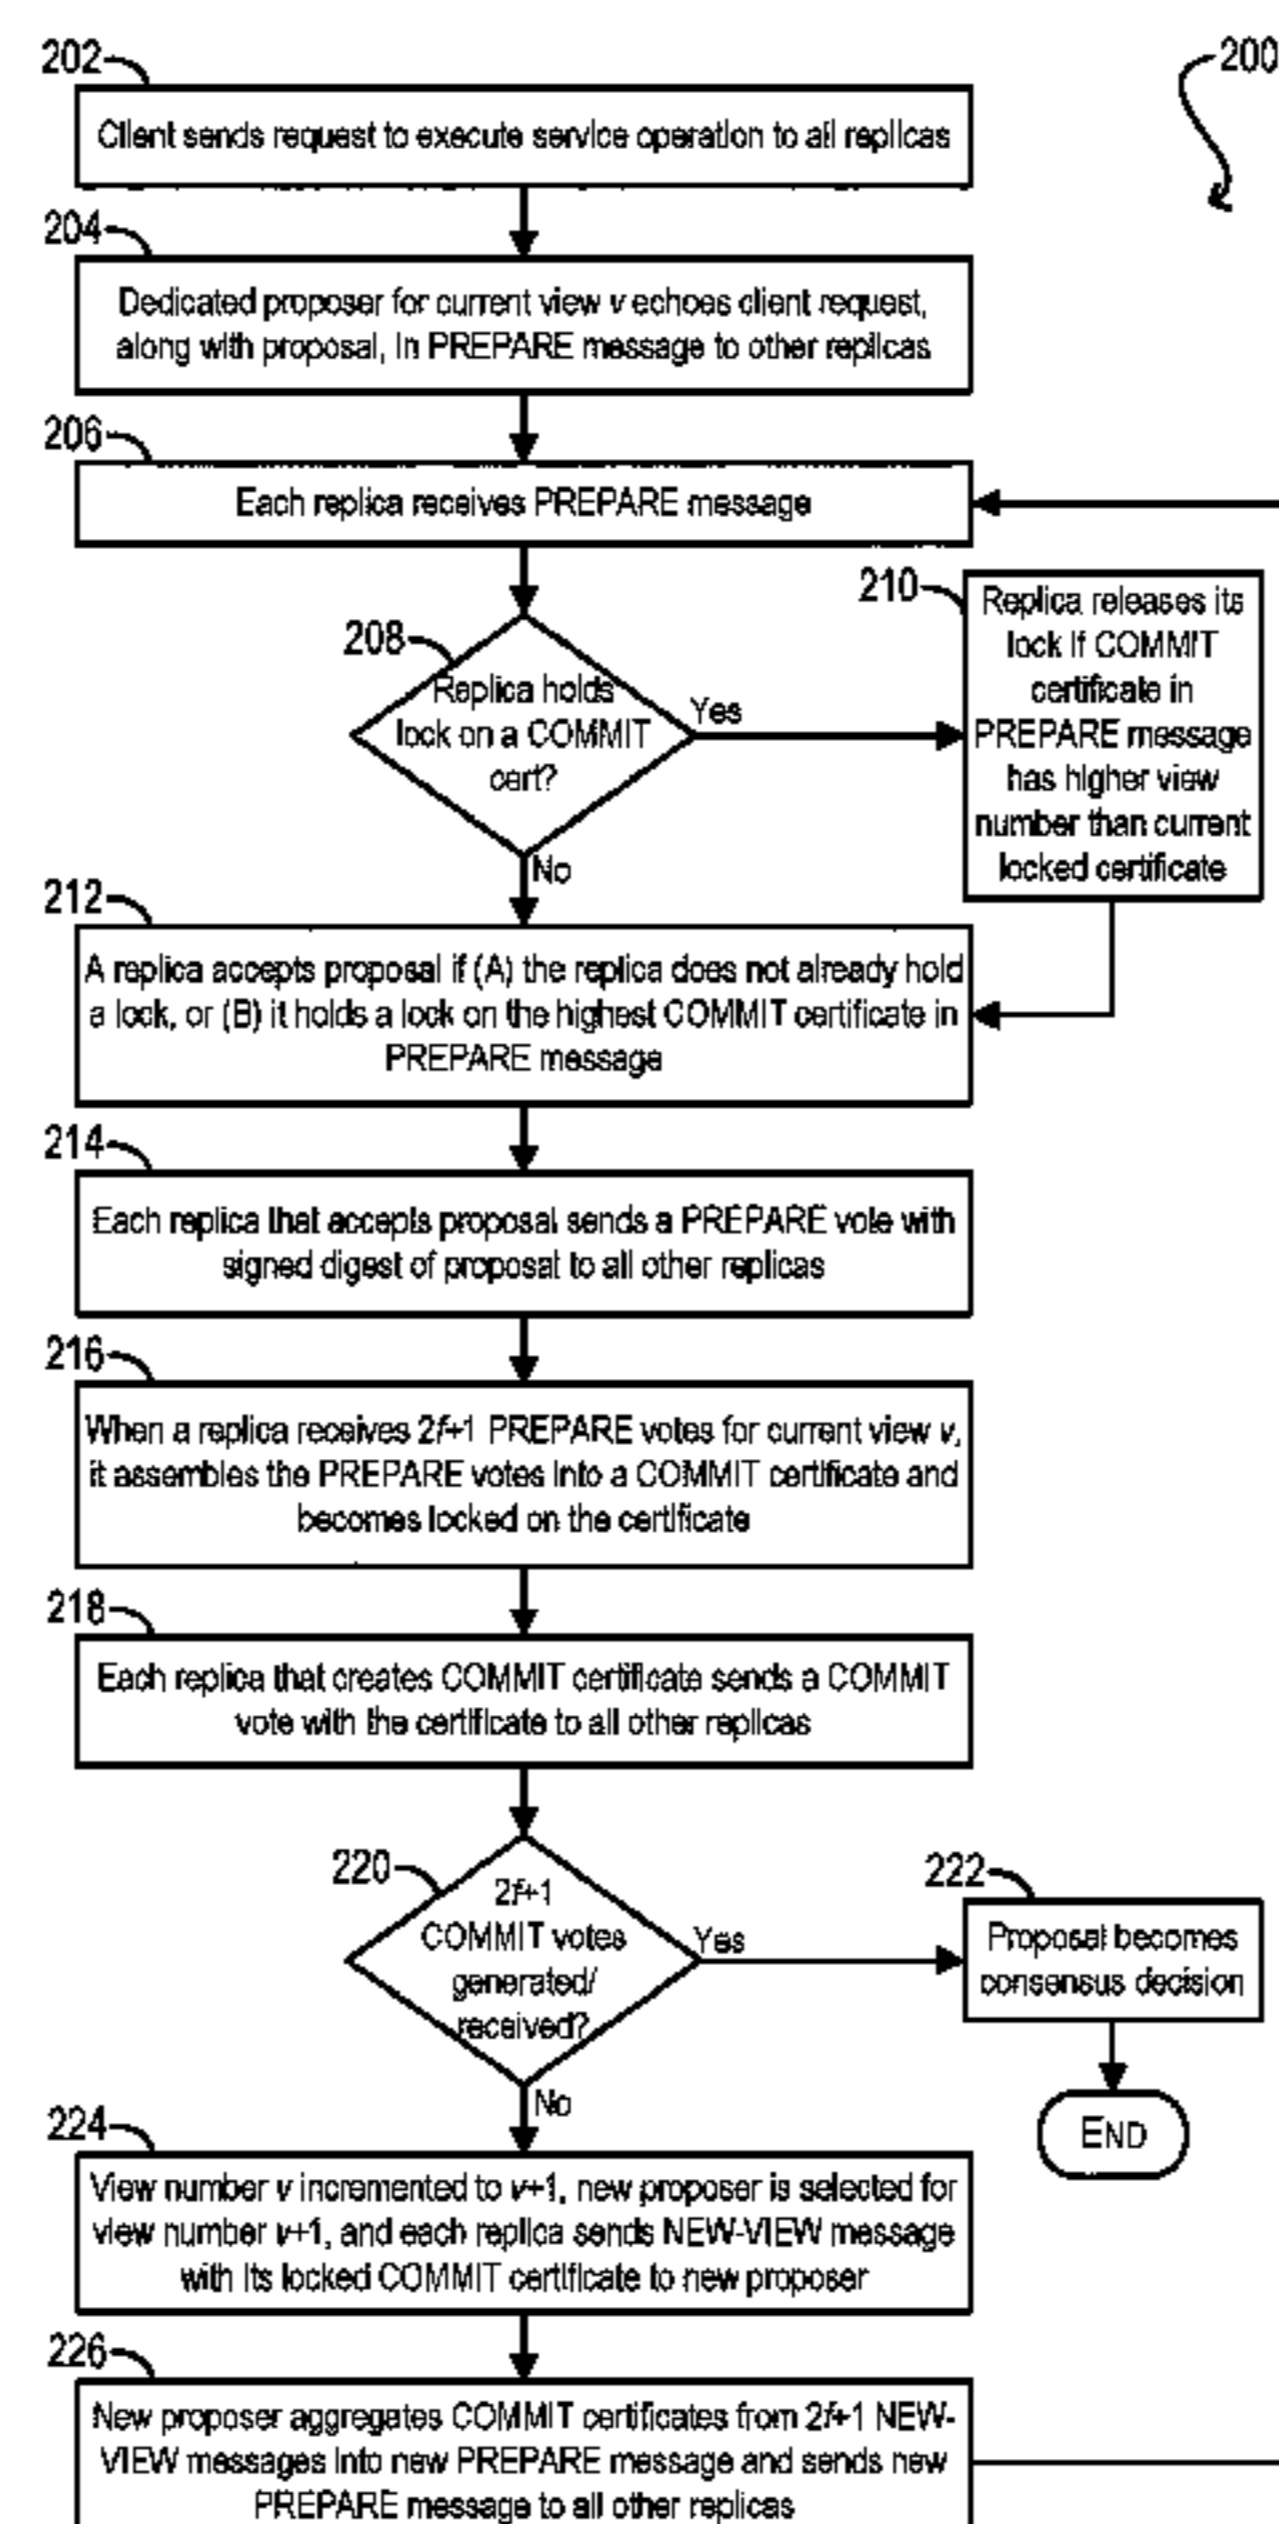 202
200
Client sends request to execute service operation to all replicas
204
Dedicated proposer for current view v echoes client request,
along with proposal, in PREPARE message to other replicas
206
Each replica receives PREPARE message
210
Replica releases its
lock if COMMIT
certificate in
PREPARE message
has higher view
number than current
locked certificate
208
Replica holds
lock on a COMMIT
cert?
Yes
No
212
A replica accepts proposal if (A) the replica does not already hold
a lock, or (B) it holds a lock on the highest COMMIT certificate in
PREPARE message
214
Each replica that accepts proposal sends a PREPARE vote with
signed digest of proposal to all other replicas
216
When a replica receives 2f+1 PREPARE votes for current view v,
it assembles the PREPARE votes into a COMMIT certificate and
becomes locked on the certificate
218
Each replica that creates COMMIT certificate sends a COMMIT
vote with the certificate to all other replicas
220
2f+1
COMMIT votes
generated/
received?
Yes
No
222
Proposal becomes
consensus decision
END
224
View number v incremented to v+1, new proposer is selected for
view number v+1, and each replica sends NEW-VIEW message
with its locked COMMIT certificate to new proposer
226
New proposer aggregates COMMIT certificates from 2f+1 NEW-
VIEW messages into new PREPARE message and sends new
PREPARE message to all other replicas